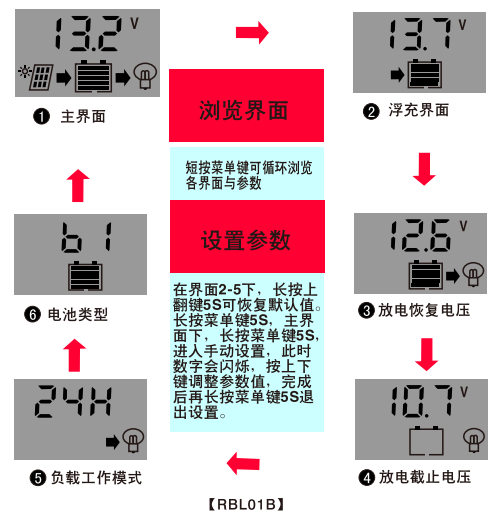 13.2 V
❶ 主界面
13.7 V
❷ 浮充界面
浏览界面
短按菜单键可循环浏览
各界面与参数
设置参数
在界面2-5下，长按上
翻键5S可恢复默认值。
长按菜单键5S，主界
面下，长按菜单键5S,
进入手动设置，此时
数字会闪烁，按上下
键调整参数值，完成
后再长按菜单键5S退
出设置。
12.6 V
❸ 放电恢复电压
10.7 V
❹ 放电截止电压
24H
❺ 负载工作模式
b1
❻ 电池类型
【RBL01B】